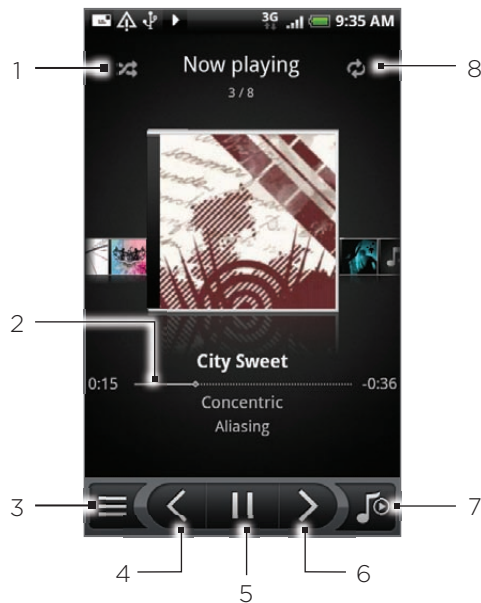 3G 9:35 AM
1 Now playing 8
3 / 8
2
City Sweet
0:15 -0:36
Concentric
Aliasing
3 7
4 5 6